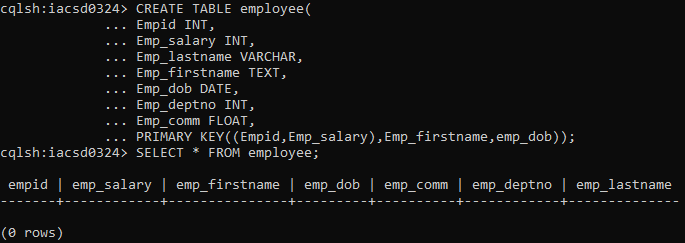 cqlsh:iacsd0324> CREATE TABLE employee(
... Empid INT,
... Emp_salary INT,
... Emp_lastname VARCHAR,
... Emp_firstname TEXT,
... Emp_dob DATE,
... Emp_deptno INT,
... Emp_comm FLOAT,
... PRIMARY KEY((Empid,Emp_salary),Emp_firstname,emp_dob));
cqlsh:iacsd0324> SELECT * FROM employee;
empid | emp_salary | emp_firstname | emp_dob | emp_comm | emp_deptno | emp_lastname
-------+------------+---------------+---------+----------+------------+--------------
(0 rows)